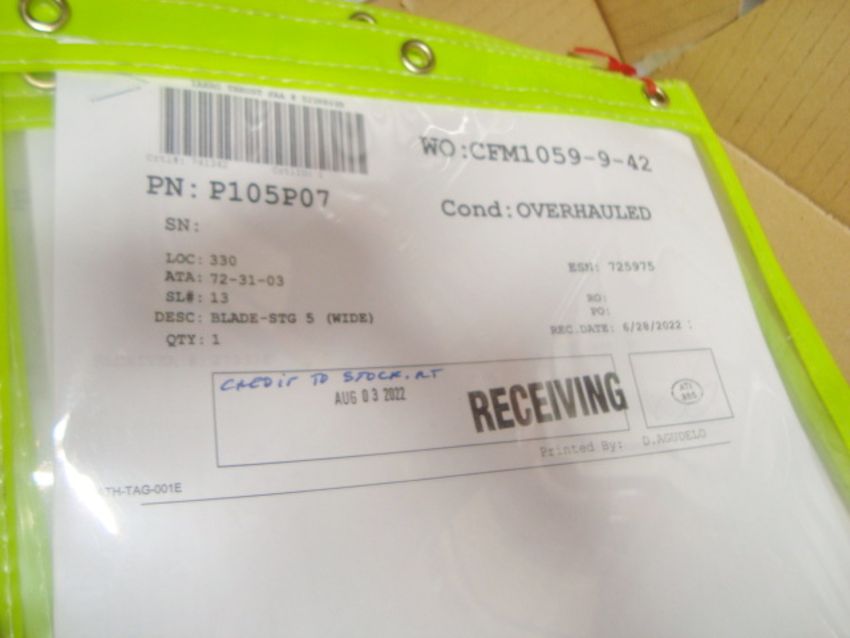 WO:CFM1059-9-42
PN: P105P07
Cond:OVERHAULED
SN:
LOC: 330
ESN: 725975
ATA: 72-31-03
SL#: 13
RO:
PO:
DESC: BLADE-STG 5 (WIDE)
REC.DATE: 6/28/2022
QTY: 1
CREDIT TO STOCK. RT
AUG 03 2022
RECEIVING
ATI
Printed By: D.AGUDELO
TH-TAG-001E